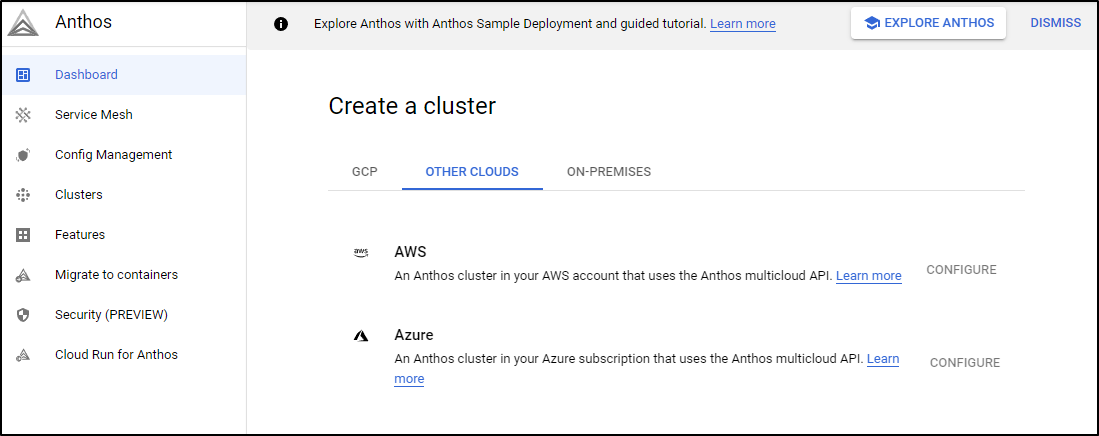 Anthos
Explore Anthos with Anthos Sample Deployment and guided tutorial. Learn more
EXPLORE ANTHOS
DISMISS
Dashboard
Service Mesh
Config Management
Clusters
Features
Migrate to containers
Security (PREVIEW)
Cloud Run for Anthos
Create a cluster
GCP
OTHER CLOUDS
ON-PREMISES
aws
AWS
An Anthos cluster in your AWS account that uses the Anthos multicloud API. Learn more
CONFIGURE
Azure
An Anthos cluster in your Azure subscription that uses the Anthos multicloud API. Learn
more
CONFIGURE